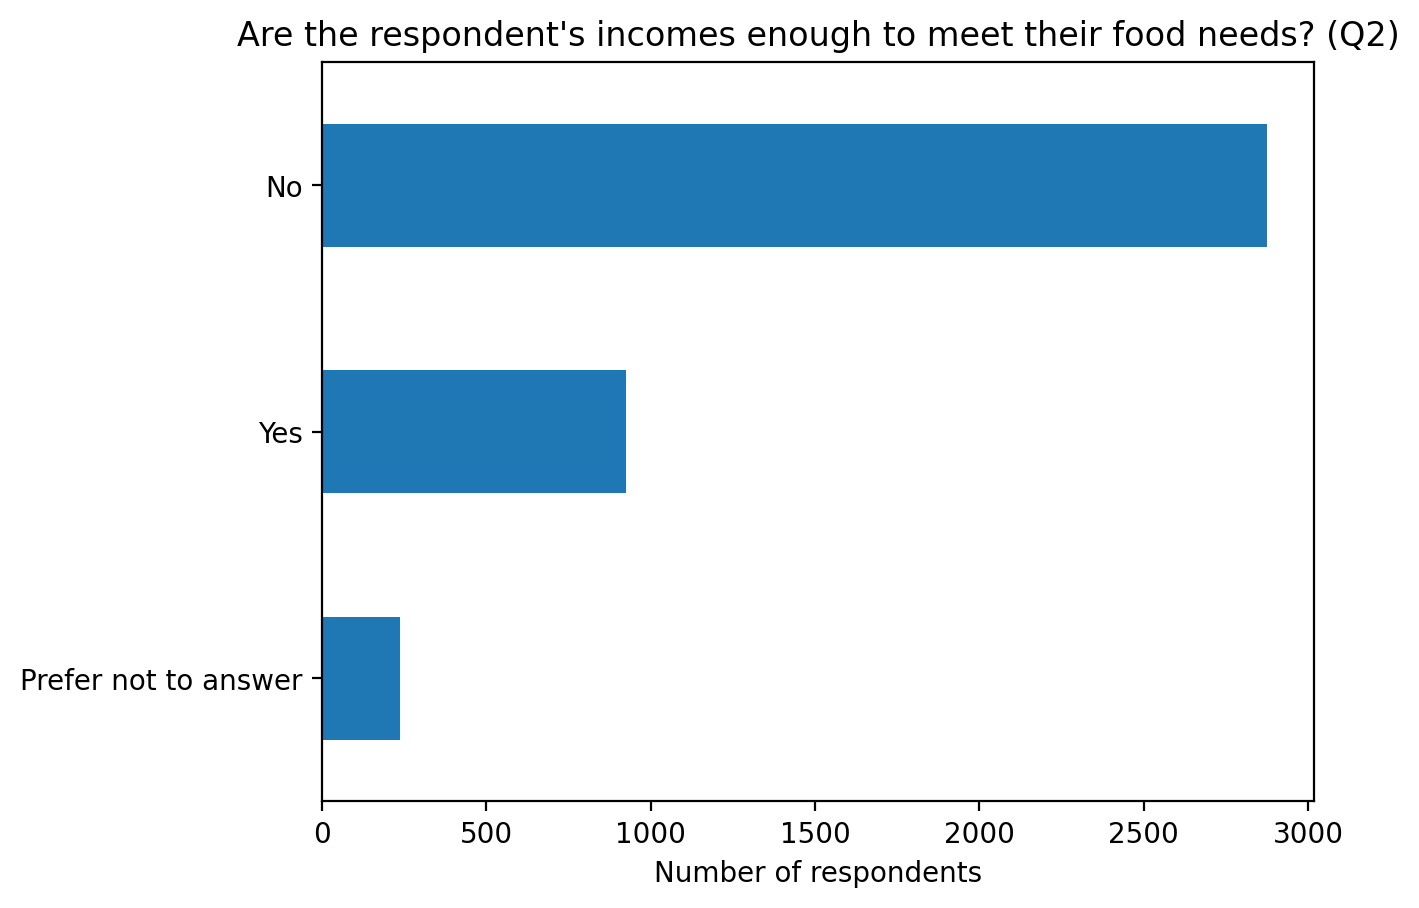 Are the respondent's incomes enough to meet their food needs? (Q2)
No
Yes
Prefer not to answer
0 500 1000 1500 2000 2500 3000
Number of respondents